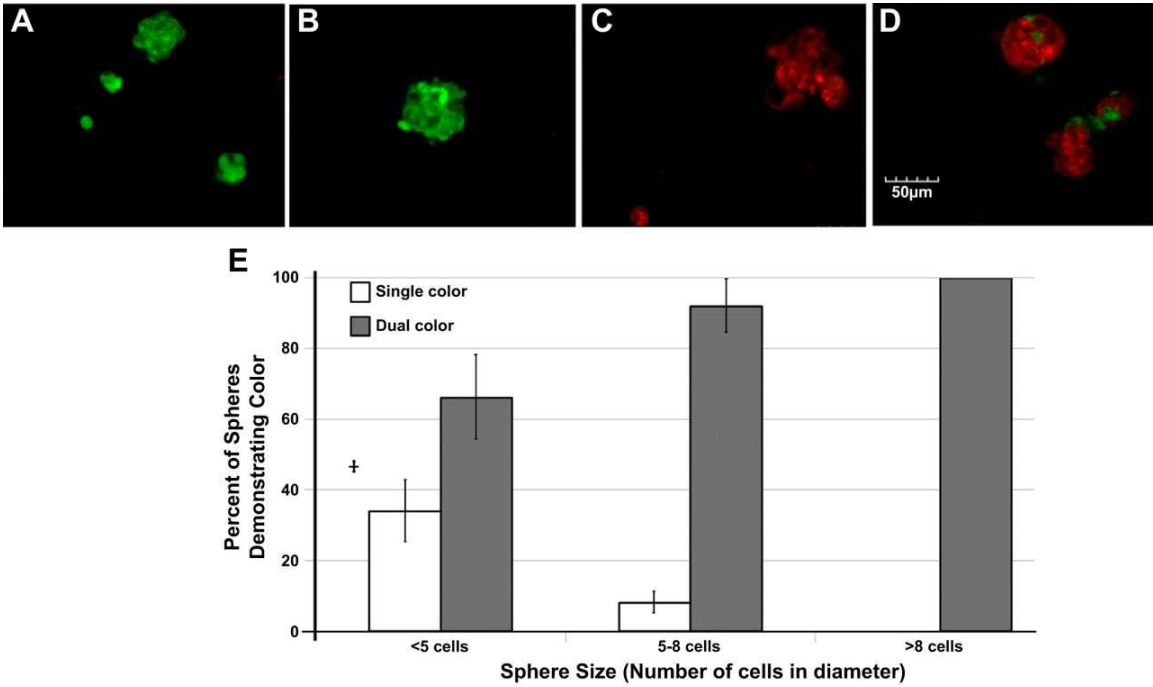 A
B
C
D
50μm
E
100
80
60
40
20
0
Percent of Spheres
Demonstrating Color
Single color
Dual color
<5 cells
5-8 cells
>8 cells
Sphere Size (Number of cells in diameter)